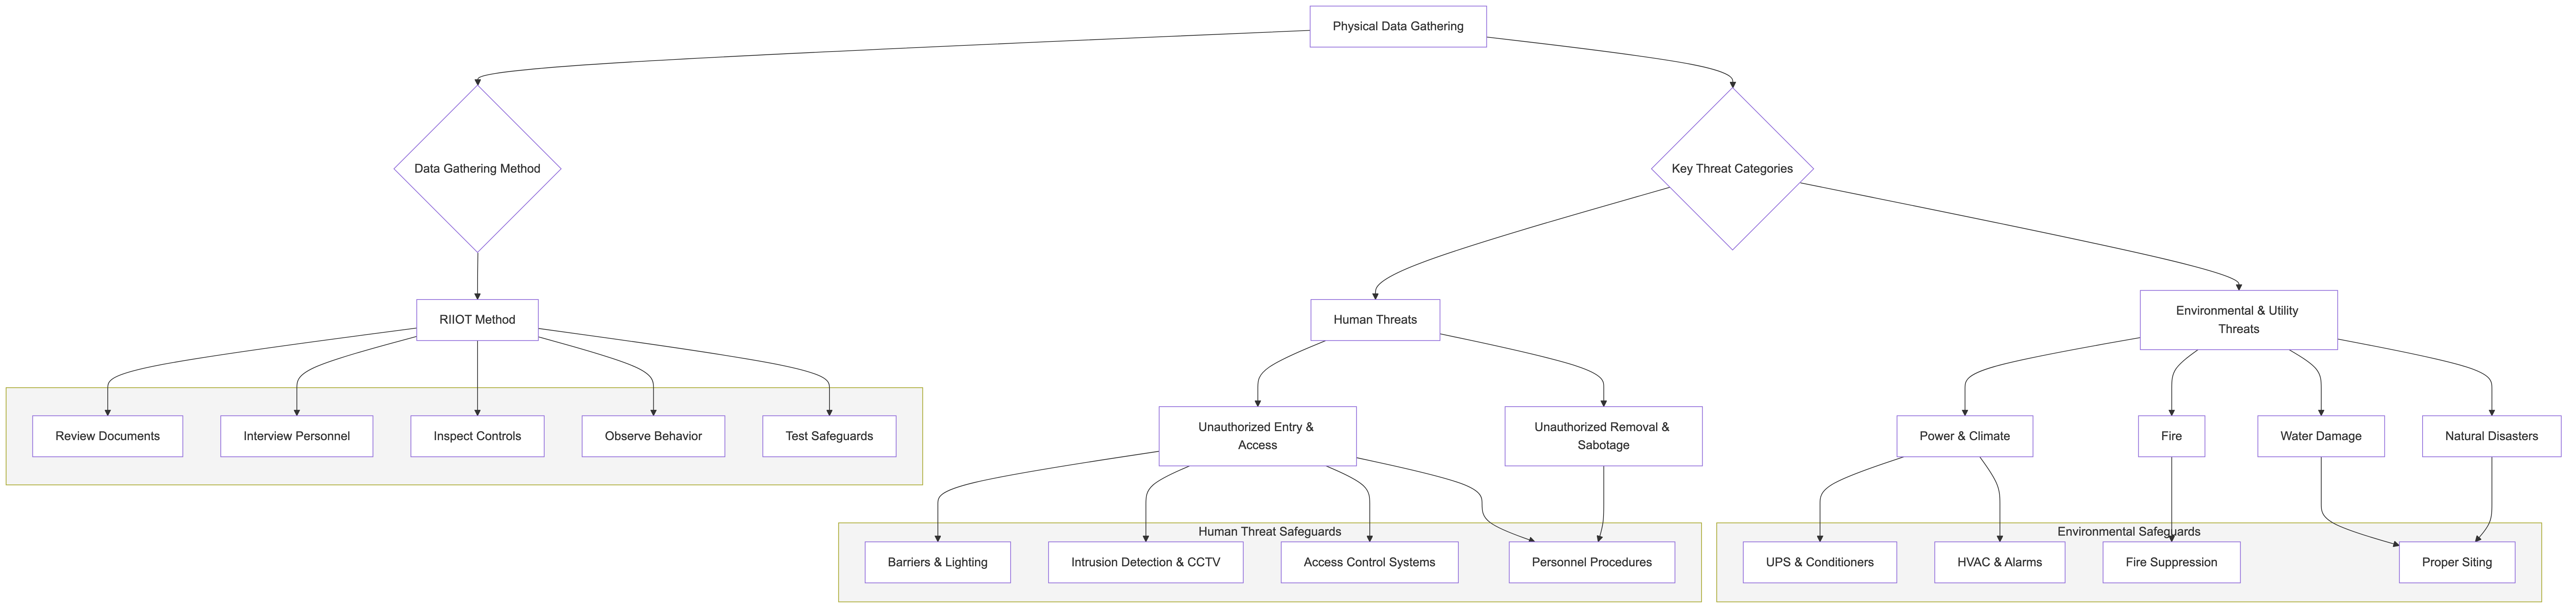 Physical Data Gathering
Data Gathering Method
Key Threat Categories
RIIOT Method
Human Threats
Environmental & Utility
Threats
Review Documents
Interview Personnel
Inspect Controls
Observe Behavior
Test Safeguards
Unauthorized Entry &
Access
Unauthorized Removal &
Sabotage
Power & Climate
Fire
Water Damage
Natural Disasters
Human Threat Safeguards
Barriers & Lighting
Intrusion Detection & CCTV
Access Control Systems
Personnel Procedures
Environmental Safeguards
UPS & Conditioners
HVAC & Alarms
Fire Suppression
Proper Siting